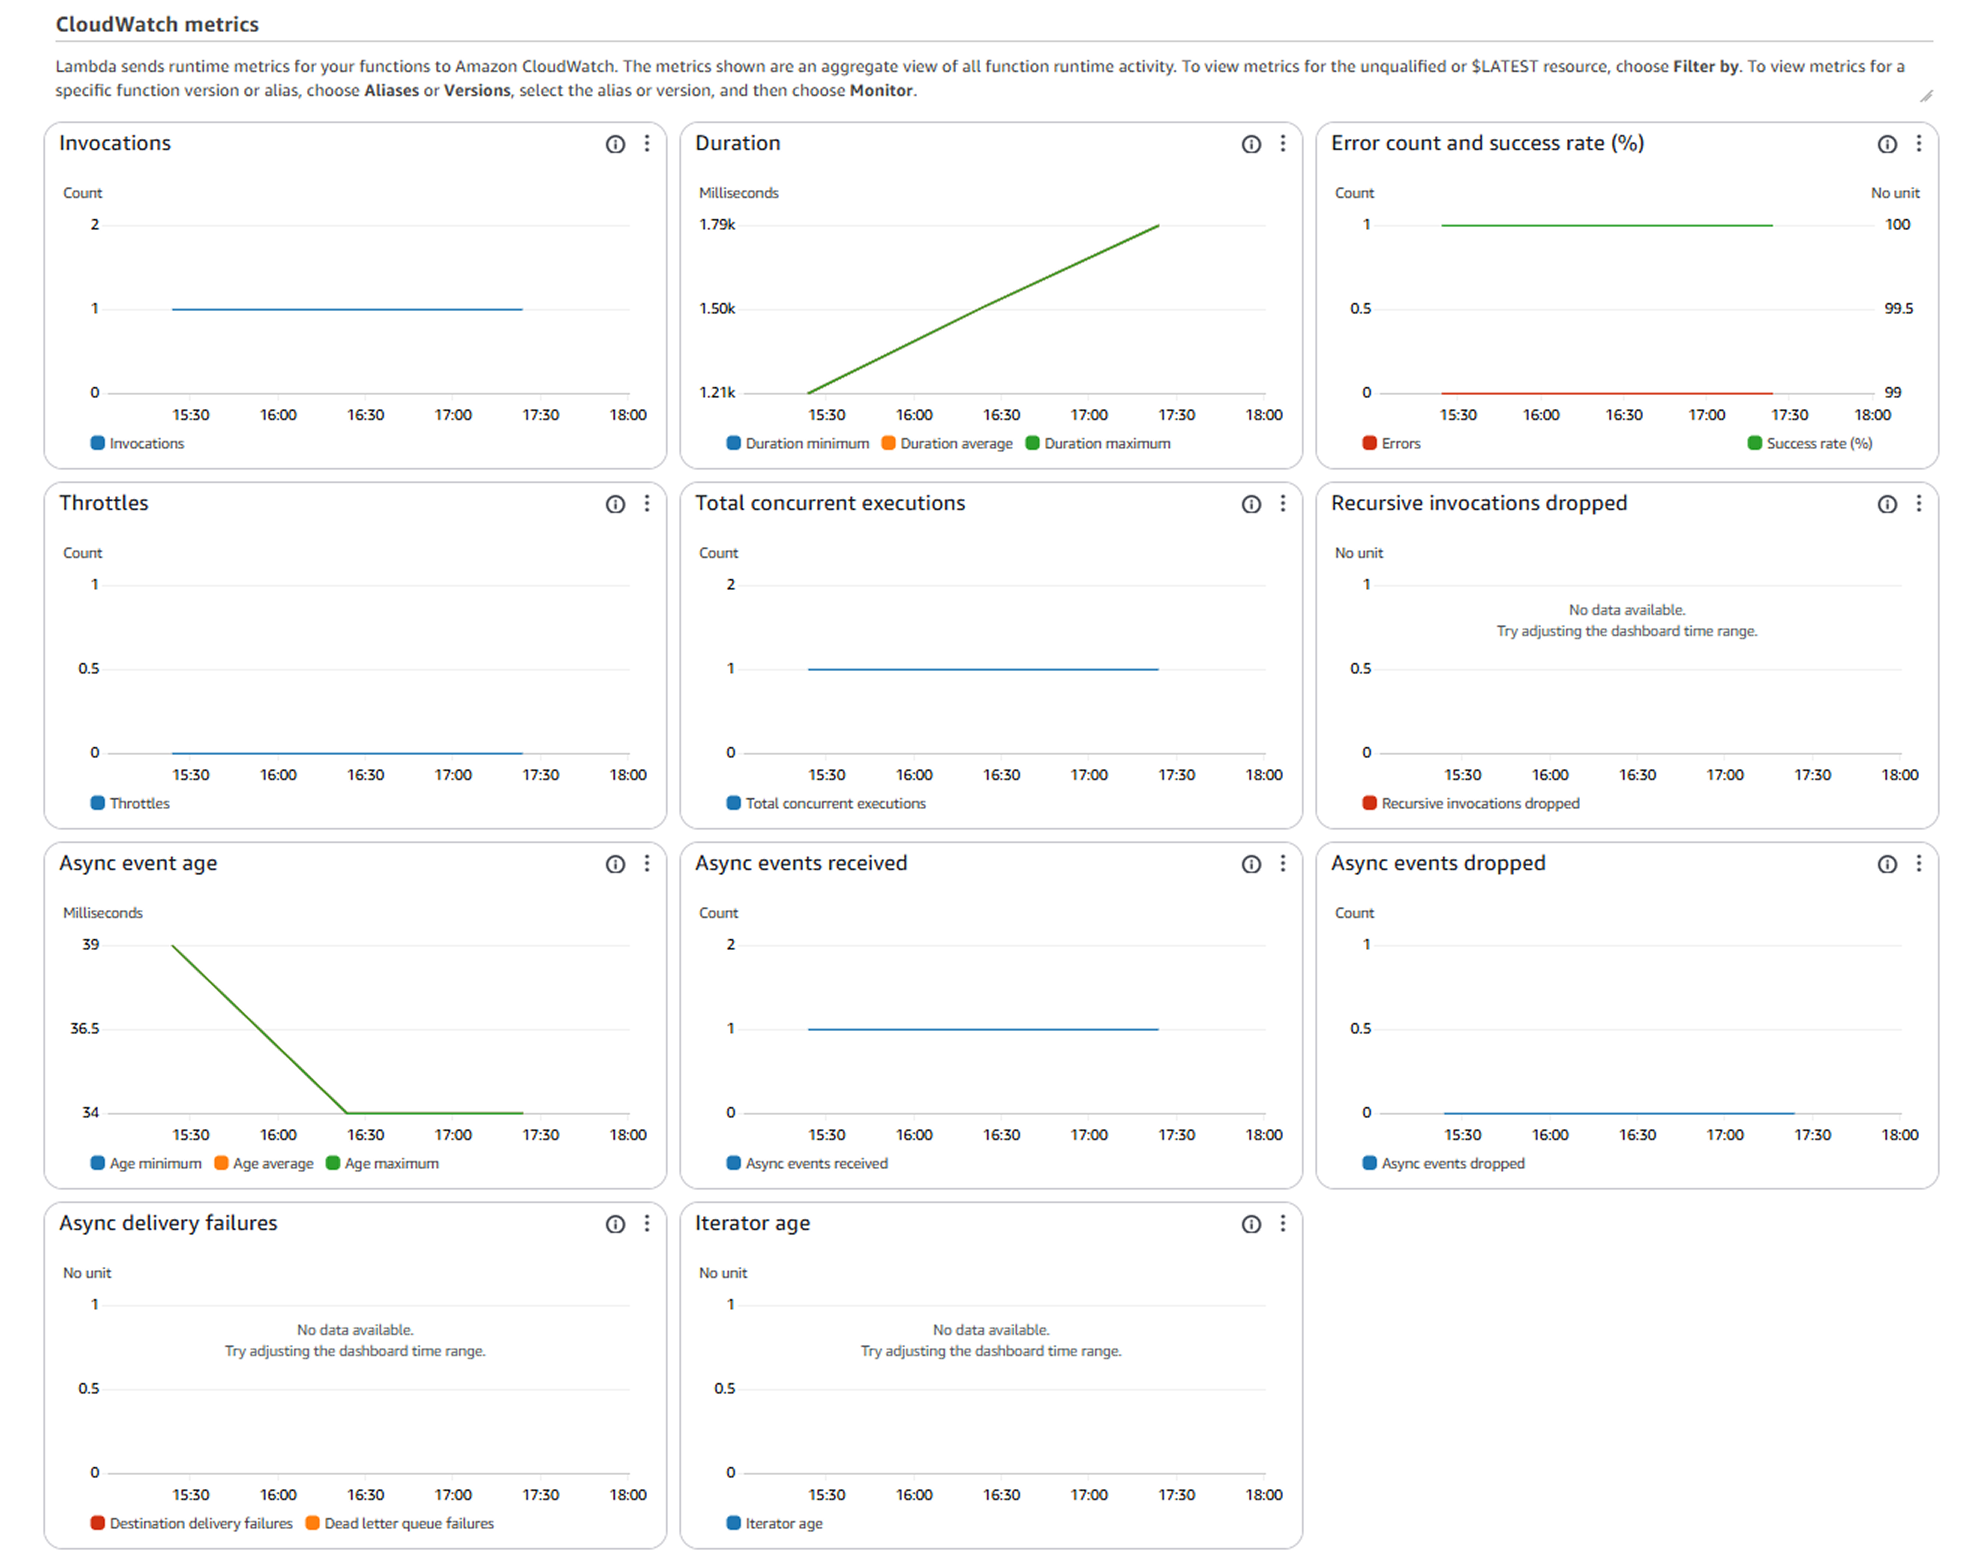 CloudWatch metrics
Lambda sends runtime metrics for your functions to Amazon CloudWatch. The metrics shown are an aggregate view of all function runtime activity. To view metrics for the unqualified or $LATEST resource, choose Filter by. To view metrics for a
specific function version or alias, choose Aliases or Versions, select the alias or version, and then choose Monitor.
Invocations
Count
2
1
0
15:30 16:00 16:30 17:00 17:30 18:00
Invocations
Duration
Milliseconds
1.79k
1.50k
1.21k
15:30 16:00 16:30 17:00 17:30 18:00
Duration minimum Duration average Duration maximum
Error count and success rate (%)
Count No unit
1 100
0.5 99.5
0 99
15:30 16:00 16:30 17:00 17:30 18:00
Errors Success rate (%)
Throttles
Count
1
0.5
0
15:30 16:00 16:30 17:00 17:30 18:00
Throttles
Total concurrent executions
Count
2
1
0
15:30 16:00 16:30 17:00 17:30 18:00
Total concurrent executions
Recursive invocations dropped
No unit
1
No data available.
Try adjusting the dashboard time range.
0.5
0
15:30 16:00 16:30 17:00 17:30 18:00
Recursive invocations dropped
Async event age
Milliseconds
39
36.5
34
15:30 16:00 16:30 17:00 17:30 18:00
Age minimum Age average Age maximum
Async events received
Count
2
1
0
15:30 16:00 16:30 17:00 17:30 18:00
Async events received
Async events dropped
Count
1
0.5
0
15:30 16:00 16:30 17:00 17:30 18:00
Async events dropped
Async delivery failures
No unit
1
No data available.
Try adjusting the dashboard time range.
0.5
0
15:30 16:00 16:30 17:00 17:30 18:00
Destination delivery failures Dead letter queue failures
Iterator age
No unit
1
No data available.
Try adjusting the dashboard time range.
0.5
0
15:30 16:00 16:30 17:00 17:30 18:00
Iterator age